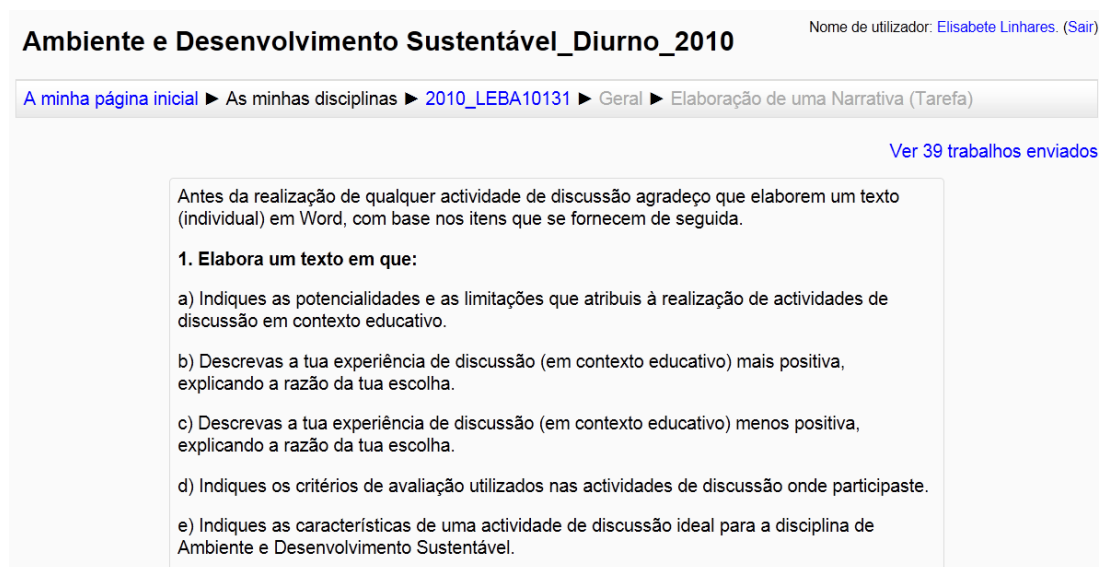 Ambiente e Desenvolvimento Sustentável_Diurno_2010
Nome de utilizador: Elisabete Linhares. (Sair)
A minha página inicial ► As minhas disciplinas ► 2010_LEBA10131 ► Geral ► Elaboração de uma Narrativa (Tarefa)
Ver 39 trabalhos enviados
Antes da realização de qualquer actividade de discussão agradeço que elaborem um texto
(individual) em Word, com base nos itens que se fornecem de seguida.
1. Elabora um texto em que:
a) Indiques as potencialidades e as limitações que atribuis à realização de actividades de
discussão em contexto educativo.
b) Descrevas a tua experiência de discussão (em contexto educativo) mais positiva,
explicando a razão da tua escolha.
c) Descrevas a tua experiência de discussão (em contexto educativo) menos positiva,
explicando a razão da tua escolha.
d) Indiques os critérios de avaliação utilizados nas actividades de discussão onde participaste.
e) Indiques as características de uma actividade de discussão ideal para a disciplina de
Ambiente e Desenvolvimento Sustentável.